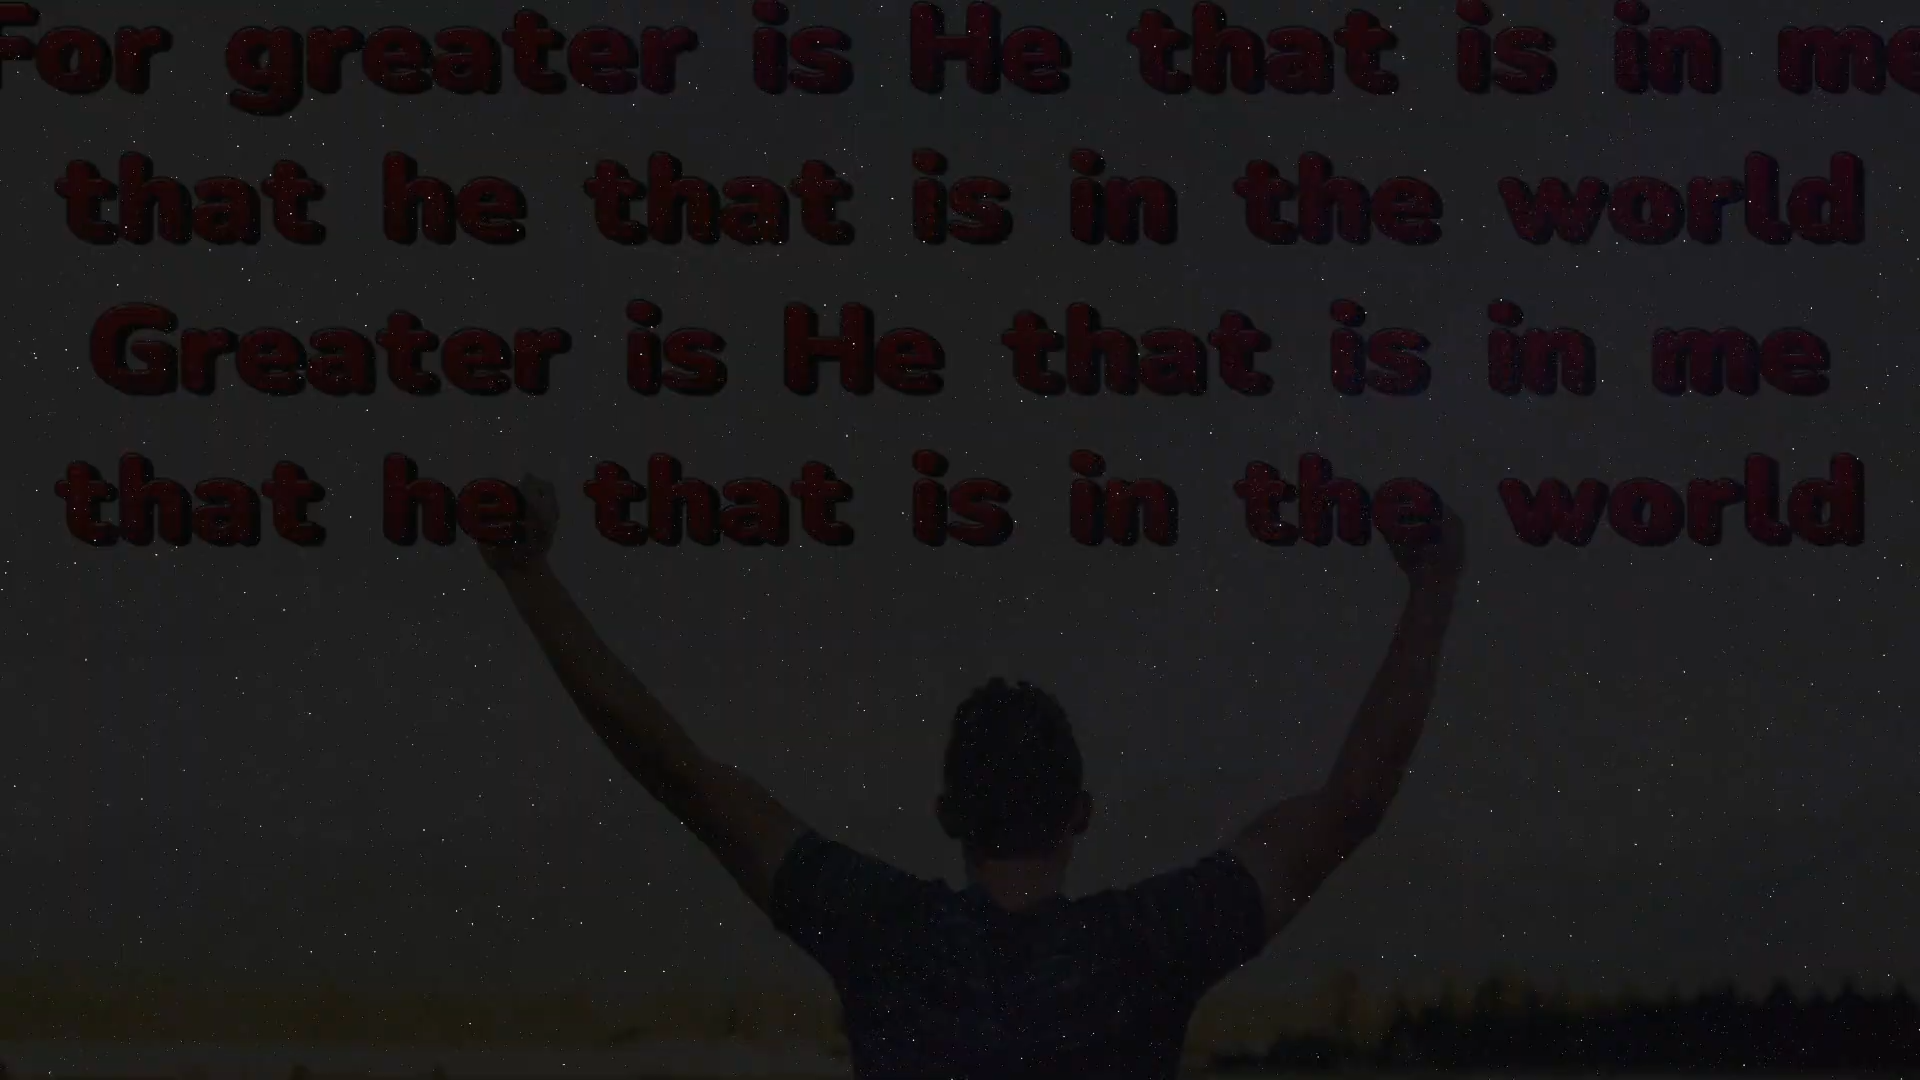 For greater is He that is in me
that he that is in the world
Greater is He that is in me
that he that is in the world